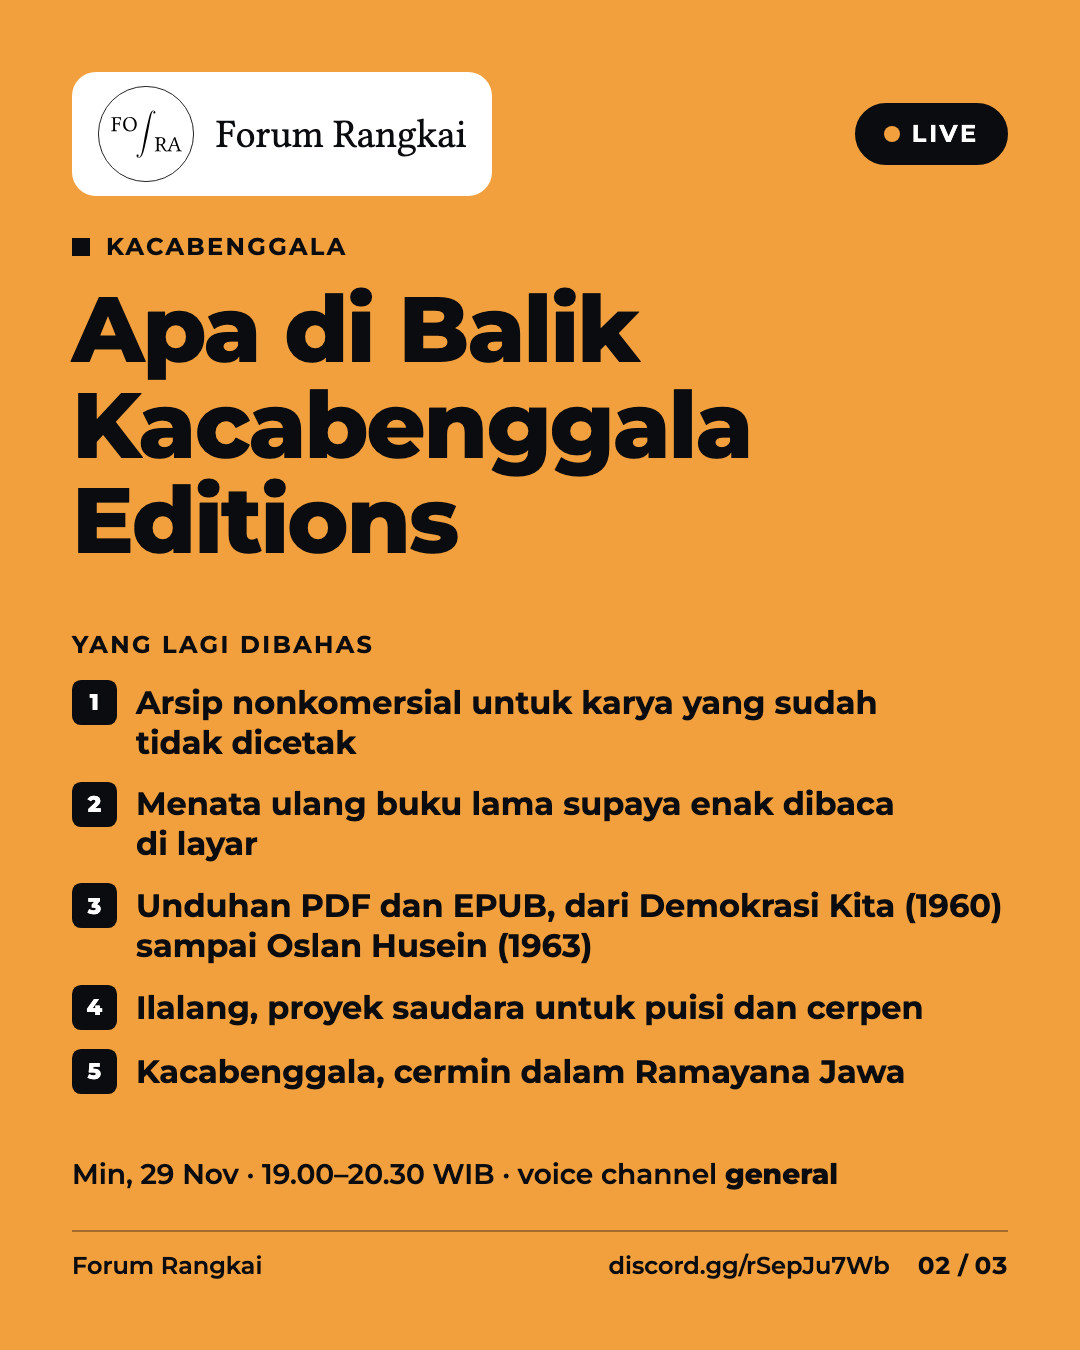 FO RA
Forum Rangkai
LIVE
KACABENGGALA
Apa di Balik
Kacabenggala
Editions
YANG LAGI DIBAHAS
1 Arsip nonkomersial untuk karya yang sudah
tidak dicetak
2 Menata ulang buku lama supaya enak dibaca
di layar
3 Unduhan PDF dan EPUB, dari Demokrasi Kita (1960)
sampai Oslan Husein (1963)
4 Ilalang, proyek saudara untuk puisi dan cerpen
5 Kacabenggala, cermin dalam Ramayana Jawa
Min, 29 Nov · 19.00–20.30 WIB · voice channel general
Forum Rangkai
discord.gg/rSepJu7Wb 02 / 03